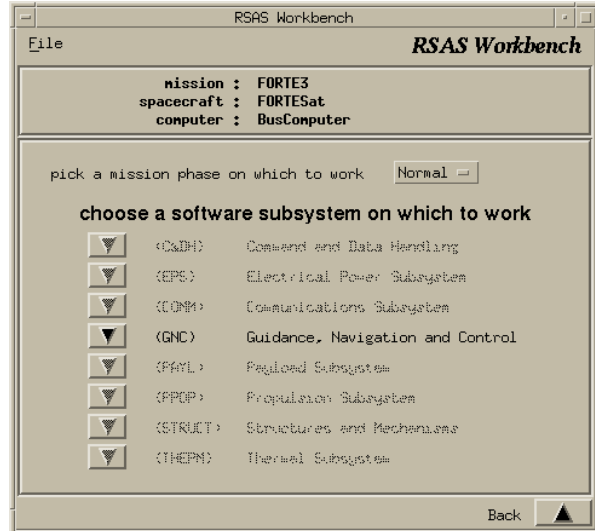 RSAS Workbench
File RSAS Workbench
mission : FORTE3
spacecraft : FORTESat
computer : BusComputer
pick a mission phase on which to work Normal
choose a software subsystem on which to work
(C&DH) Command and Data Handling
(EPS) Electrical Power Subsystem
(COMM) Communications Subsystem
(GNC) Guidance, Navigation and Control
(PAYL) Payload Subsystem
(PROP) Propulsion Subsystem
(STRUCT) Structures and Mechanisms
(THERM) Thermal Subsystem
Back